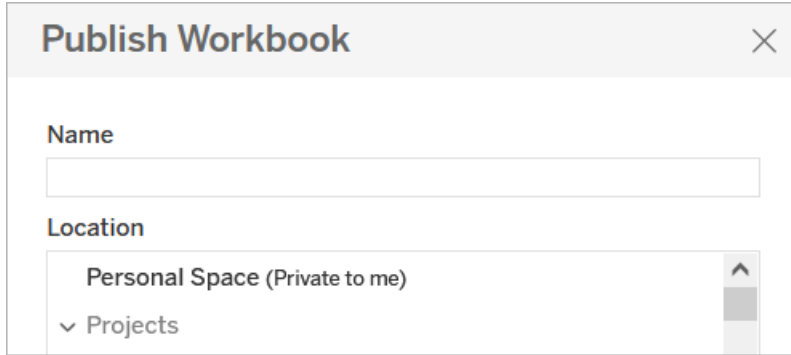 Publish Workbook
Name
Location
Personal Space (Private to me)
Projects